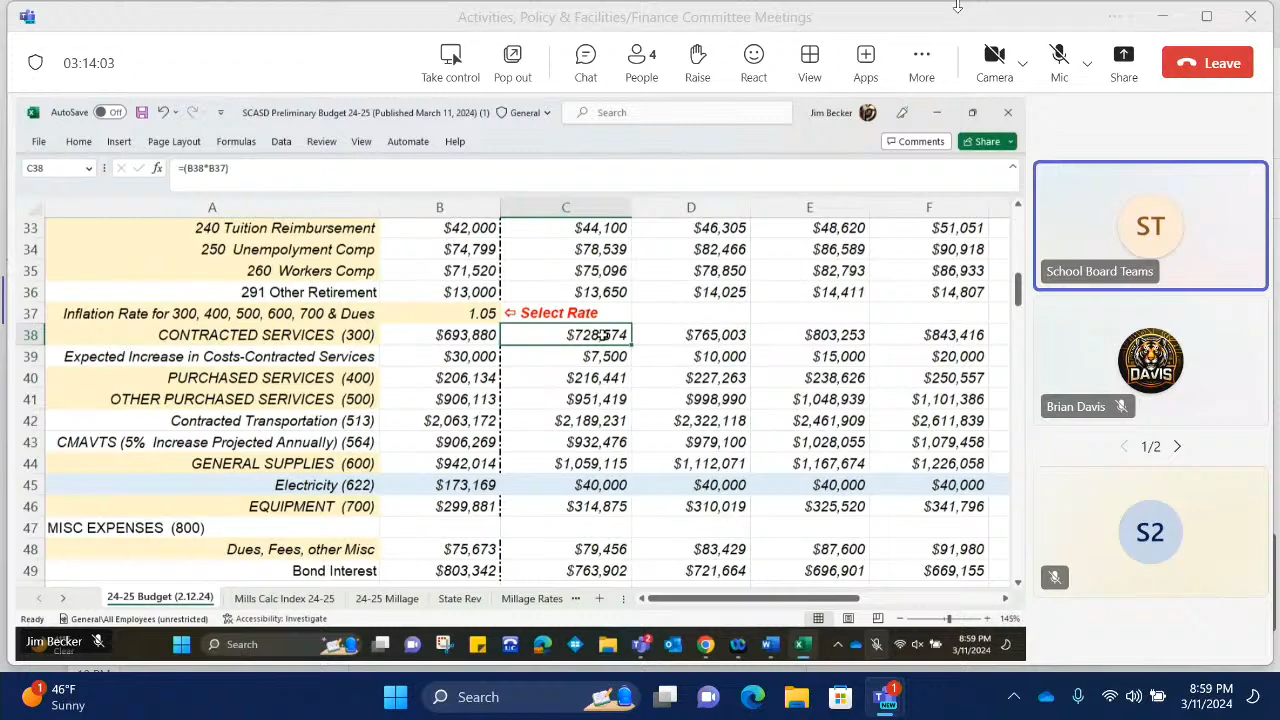 Activities, Policy & Facilities/Finance Committee Meetings
03:14:03
Take control
Pop out
Chat
4
People
Raise
React
View
Apps
More
Camera
Mic
Share
Leave
AutoSave Off
SCASD Preliminary Budget 24-25 (Published March 11, 2024) (1)
General
Search
Jim Becker
File Home Insert Page Layout Formulas Data Review View Automate Help
Comments
Share
C38
fx
=(B38*B37)
A B C D E F
33 240 Tuition Reimbursement $42,000 $44,100 $46,305 $48,620 $51,051
34 250 Unempolyment Comp $74,799 $78,539 $82,466 $86,589 $90,918
35 260 Workers Comp $71,520 $75,096 $78,850 $82,793 $86,933
36 291 Other Retirement $13,000 $13,650 $14,025 $14,411 $14,807
37 Inflation Rate for 300, 400, 500, 600, 700 & Dues 1.05 ⇦ Select Rate
38 CONTRACTED SERVICES (300) $693,880 $728,574 $765,003 $803,253 $843,416
39 Expected Increase in Costs-Contracted Services $30,000 $7,500 $10,000 $15,000 $20,000
40 PURCHASED SERVICES (400) $206,134 $216,441 $227,263 $238,626 $250,557
41 OTHER PURCHASED SERIVICES (500) $906,113 $951,419 $998,990 $1,048,939 $1,101,386
42 Contracted Transportation (513) $2,063,172 $2,189,231 $2,322,118 $2,461,909 $2,611,839
43 CMAVTS (5% Increase Projected Annually) (564) $906,269 $932,476 $979,100 $1,028,055 $1,079,458
44 GENERAL SUPPLIES (600) $942,014 $1,059,115 $1,112,071 $1,167,674 $1,226,058
45 Electricity (622) $173,169 $40,000 $40,000 $40,000 $40,000
46 EQUIPMENT (700) $299,881 $314,875 $310,019 $325,520 $341,796
47 MISC EXPENSES (800)
48 Dues, Fees, other Misc $75,673 $79,456 $83,429 $87,600 $91,980
49 Bond Interest $803,342 $763,902 $721,664 $696,901 $669,155
24-25 Budget (2.12.24) Mills Calc Index 24-25 24-25 Millage State Rev Millage Rates
Ready
General\All Employees (unrestricted)
Accessibility: Investigate
145%
Jim Becker
Clear
Search
8:59 PM
3/11/2024
ST
School Board Teams
DAVIS
Brian Davis
1/2
S2
1
46°F
Sunny
Search
1
NEW
8:59 PM
3/11/2024